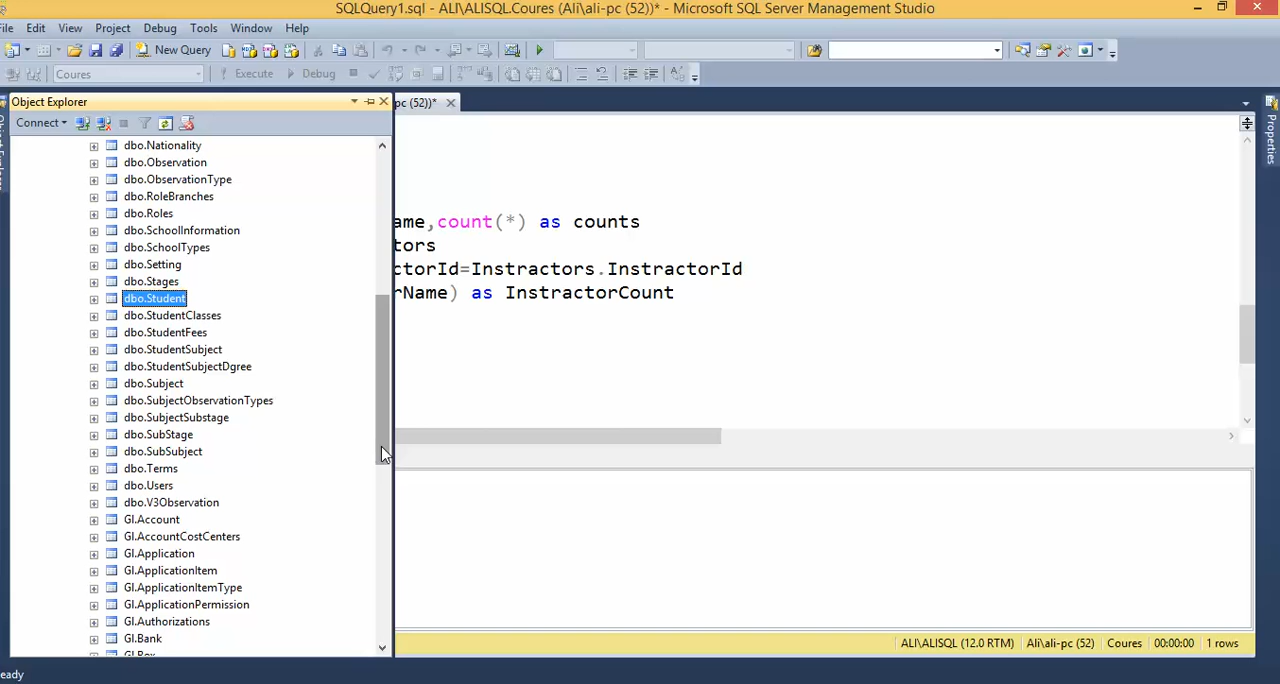 SQLQuery1.sql - ALI\ALISQL.Coures (Ali\ali-pc (52))* - Microsoft SQL Server Management Studio
File Edit View Project Debug Tools Window Help
New Query
Coures Execute Debug
Object Explorer
pc (52))*
Connect
Properties
dbo.Nationality
dbo.Observation
dbo.ObservationType
dbo.RoleBranches
dbo.Roles
dbo.SchoolInformation
dbo.SchoolTypes
dbo.Setting
dbo.Stages
dbo.Student
dbo.StudentClasses
dbo.StudentFees
dbo.StudentSubject
dbo.StudentSubjectDgree
dbo.Subject
dbo.SubjectObservationTypes
dbo.SubjectSubstage
dbo.SubStage
dbo.SubSubject
dbo.Terms
dbo.Users
dbo.V3Observation
Gl.Account
Gl.AccountCostCenters
Gl.Application
Gl.ApplicationItem
Gl.ApplicationItemType
Gl.ApplicationPermission
Gl.Authorizations
Gl.Bank
ame,count(*) as counts
tors
ctorId=Instractors.InstractorId
rName) as InstractorCount
ALI\ALISQL (12.0 RTM) Ali\ali-pc (52) Coures 00:00:00 1 rows
eady